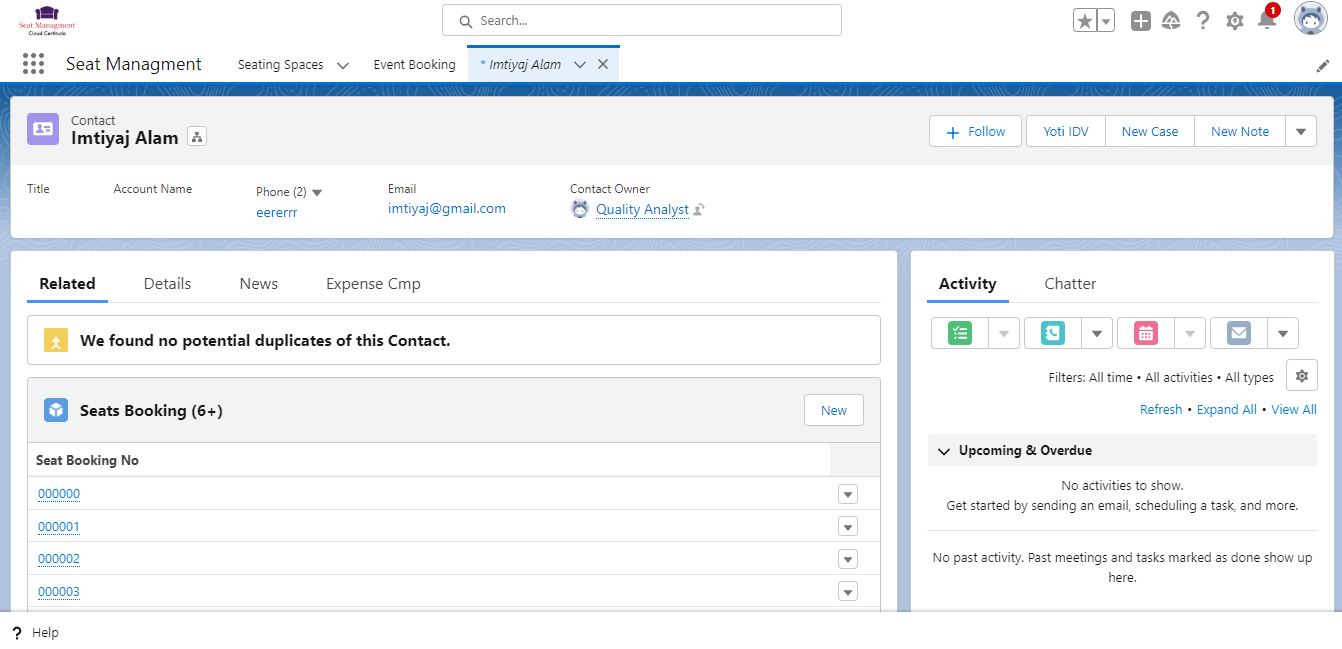 Seat Managment
Cloud Certitude
Search...
1
Seat Managment
Seating Spaces
Event Booking
* Imtiyaj Alam
Contact
Imtiyaj Alam
Follow
Yoti IDV
New Case
New Note
Title
Account Name
Phone (2)
eererrr
Email
imtiyaj@gmail.com
Contact Owner
Quality Analyst
Related
Details
News
Expense Cmp
We found no potential duplicates of this Contact.
Seats Booking (6+)
New
Seat Booking No
000000
000001
000002
000003
Activity
Chatter
Filters: All time • All activities • All types
Refresh • Expand All • View All
Upcoming & Overdue
No activities to show.
Get started by sending an email, scheduling a task, and more.
No past activity. Past meetings and tasks marked as done show up
here.
? Help